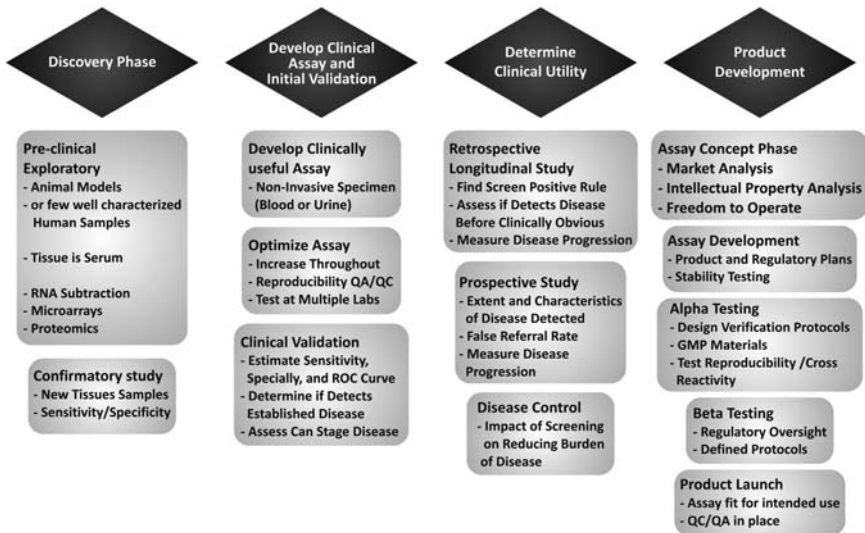 Discovery Phase
Pre-clinical
Exploratory
- Animal Models
- or few well characterized
Human Samples
- Tissue is Serum
- RNA Subtraction
- Microarrays
- Proteomics
Confirmatory study
- New Tissues Samples
- Sensitivity/Specificity
Develop Clinical
Assay and
Initial Validation
Develop Clinically
useful Assay
- Non-Invasive Specimen
(Blood or Urine)
Optimize Assay
- Increase Throughout
- Reproducibility QA/QC
- Test at Multiple Labs
Clinical Validation
- Estimate Sensitivity,
Specially, and ROC Curve
- Determine if Detects
Established Disease
- Assess Can Stage Disease
Determine
Clinical Utility
Retrospective
Longitudinal Study
- Find Screen Positive Rule
- Assess if Detects Disease
Before Clinically Obvious
- Measure Disease Progression
Prospective Study
- Extent and Characteristics
of Disease Detected
- False Referral Rate
- Measure Disease
Progression
Disease Control
- Impact of Screening
on Reducing Burden
of Disease
Product
Development
Assay Concept Phase
- Market Analysis
- Intellectual Property Analysis
- Freedom to Operate
Assay Development
- Product and Regulatory Plans
- Stability Testing
Alpha Testing
- Design Verification Protocols
- GMP Materials
- Test Reproducibility /Cross
Reactivity
Beta Testing
- Regulatory Oversight
- Defined Protocols
Product Launch
- Assay fit for intended use
- QC/QA in place